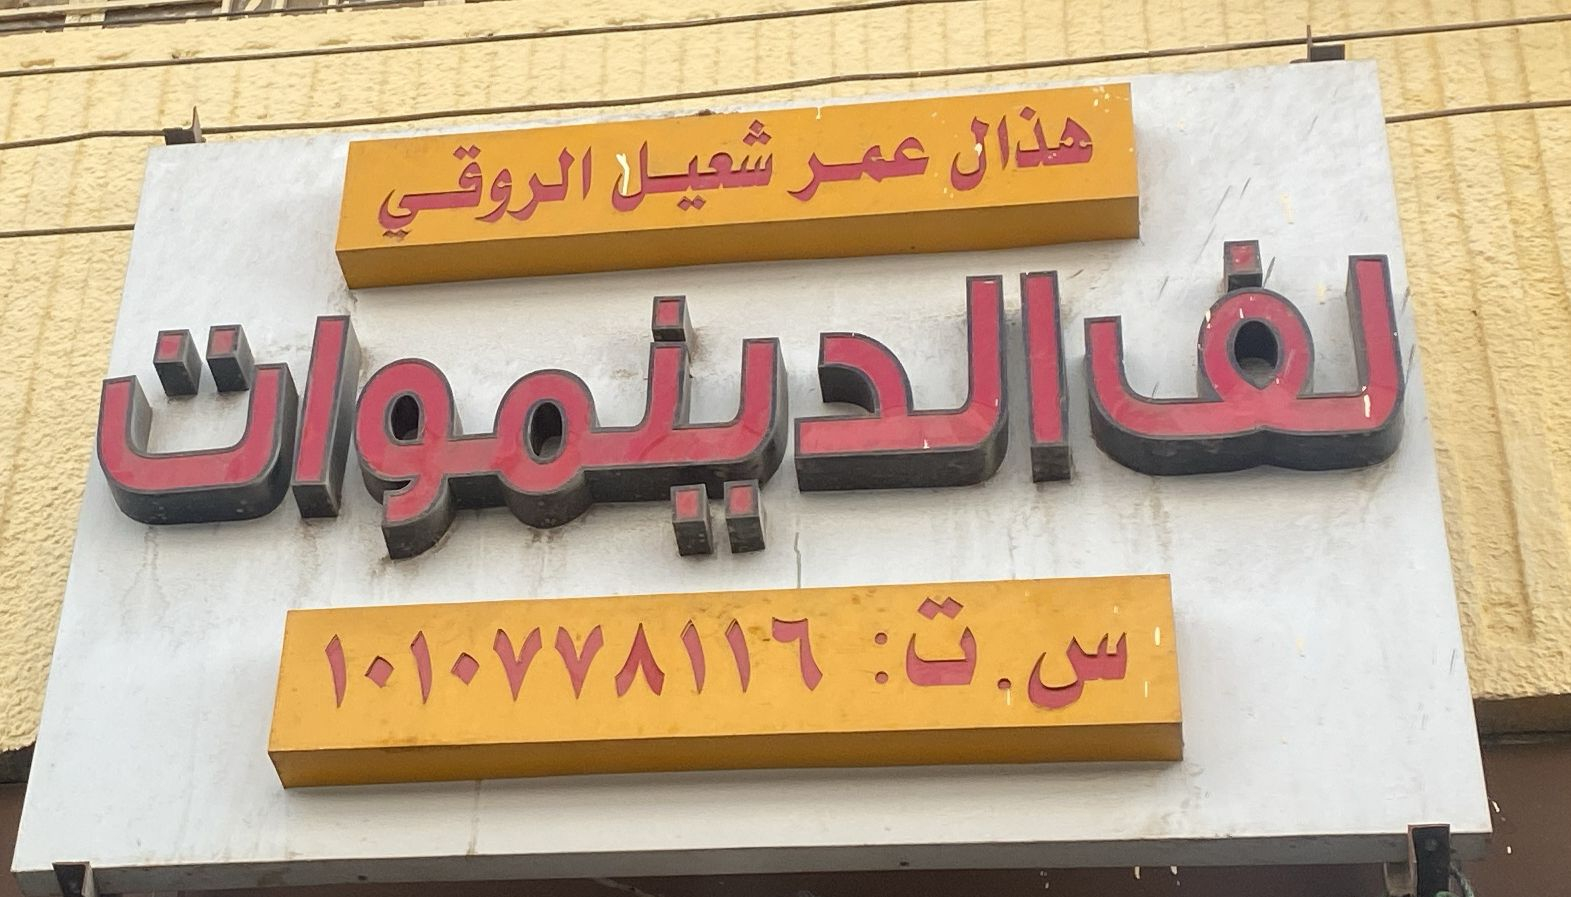 هذال عمر شعيل الروقي
لف الدينموات
س.ت: ١٠١٠٧٧٨١١٦